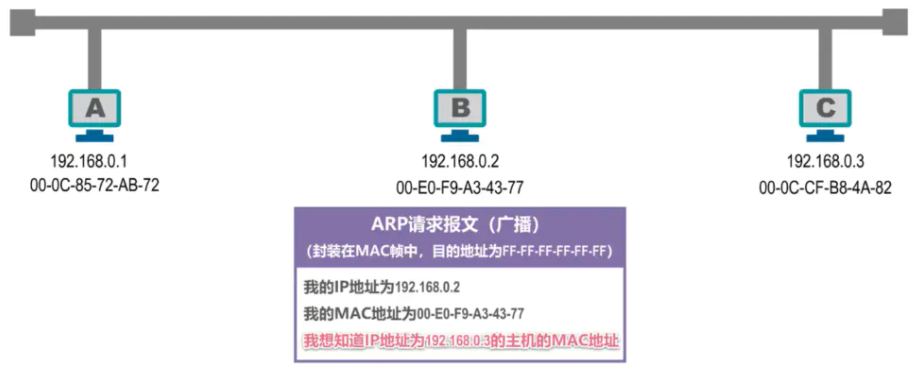 A
B
C
192.168.0.1
00-0C-85-72-AB-72
192.168.0.2
00-E0-F9-A3-43-77
192.168.0.3
00-0C-CF-B8-4A-82
ARP请求报文（广播）
（封装在MAC帧中，目的地址为FF-FF-FF-FF-FF-FF）
我的IP地址为192.168.0.2
我的MAC地址为00-E0-F9-A3-43-77
我想知道IP地址为192.168.0.3的主机的MAC地址